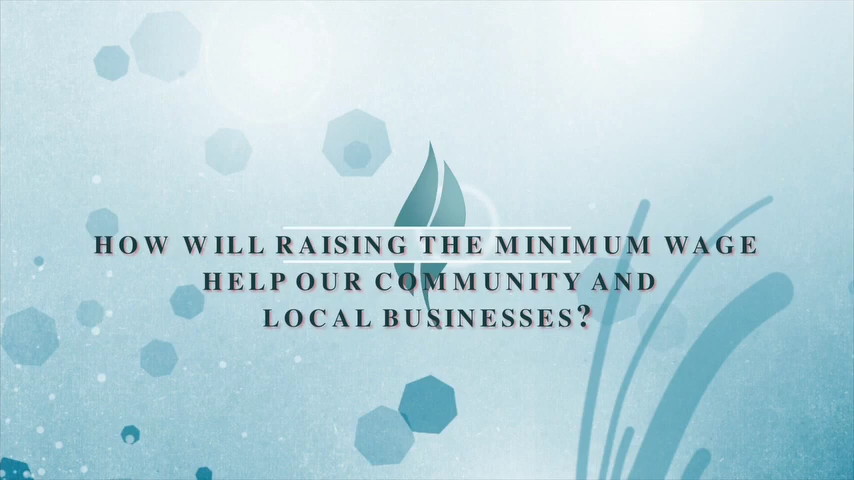 HOW WILL RAISING THE MINIMUM WAGE
HELP OUR COMMUNITY AND
LOCAL BUSINESSES?